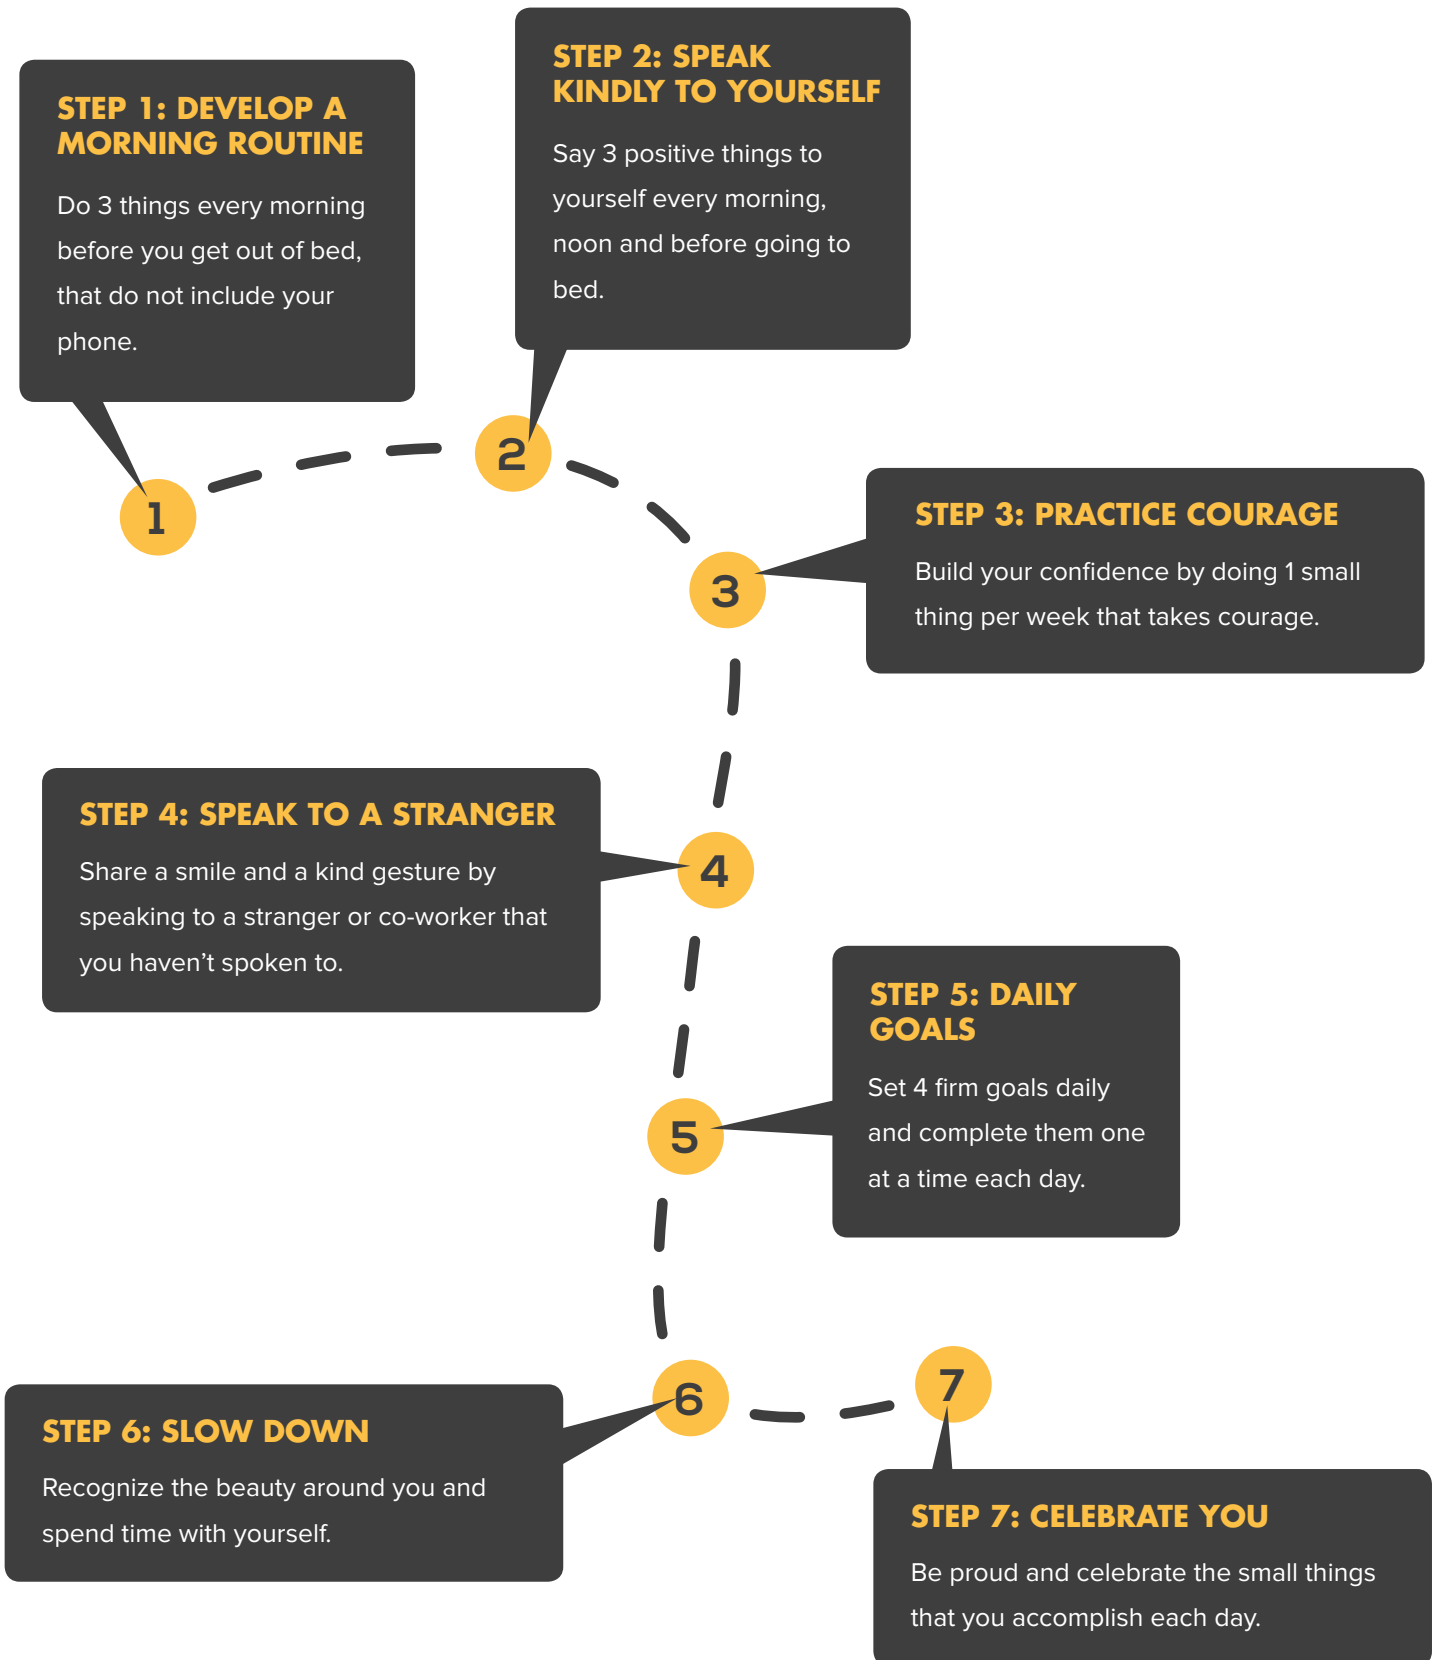 STEP 1: DEVELOP A
MORNING ROUTINE
Do 3 things every morning
before you get out of bed,
that do not include your
phone.
STEP 2: SPEAK
KINDLY TO YOURSELF
Say 3 positive things to
yourself every morning,
noon and before going to
bed.
1
2
3
STEP 3: PRACTICE COURAGE
Build your confidence by doing 1 small
thing per week that takes courage.
STEP 4: SPEAK TO A STRANGER
Share a smile and a kind gesture by
speaking to a stranger or co-worker that
you haven’t spoken to.
4
STEP 5: DAILY
GOALS
Set 4 firm goals daily
and complete them one
at a time each day.
5
STEP 6: SLOW DOWN
Recognize the beauty around you and
spend time with yourself.
6
7
STEP 7: CELEBRATE YOU
Be proud and celebrate the small things
that you accomplish each day.